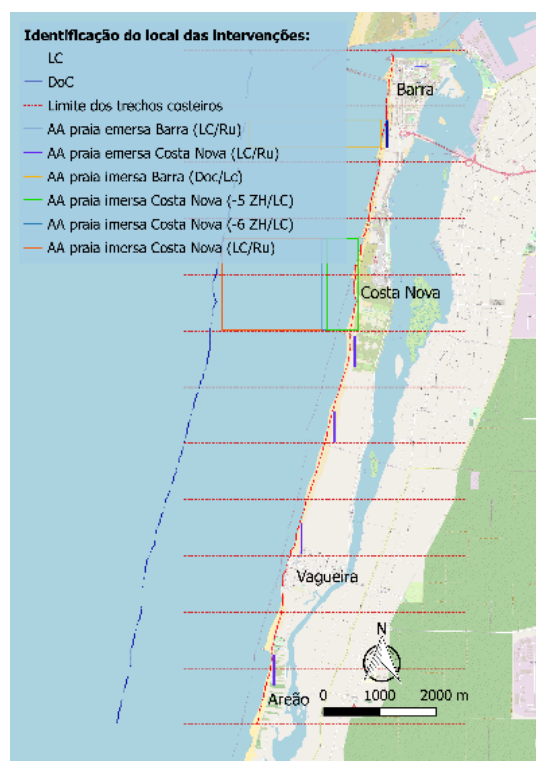 Identificação do local das intervenções:
LC
DoC
Limite dos trechos costeiros
AA praia emersa Barra (LC/Ru)
AA praia emersa Costa Nova (LC/Ru)
AA praia imersa Barra (Doc/Lc)
AA praia imersa Costa Nova (-5 ZH/LC)
AA praia imersa Costa Nova (-6 ZH/LC)
AA praia imersa Costa Nova (LC/Ru)
Barra
Costa Nova
Vagueira
N
Areão
0 1000 2000 m